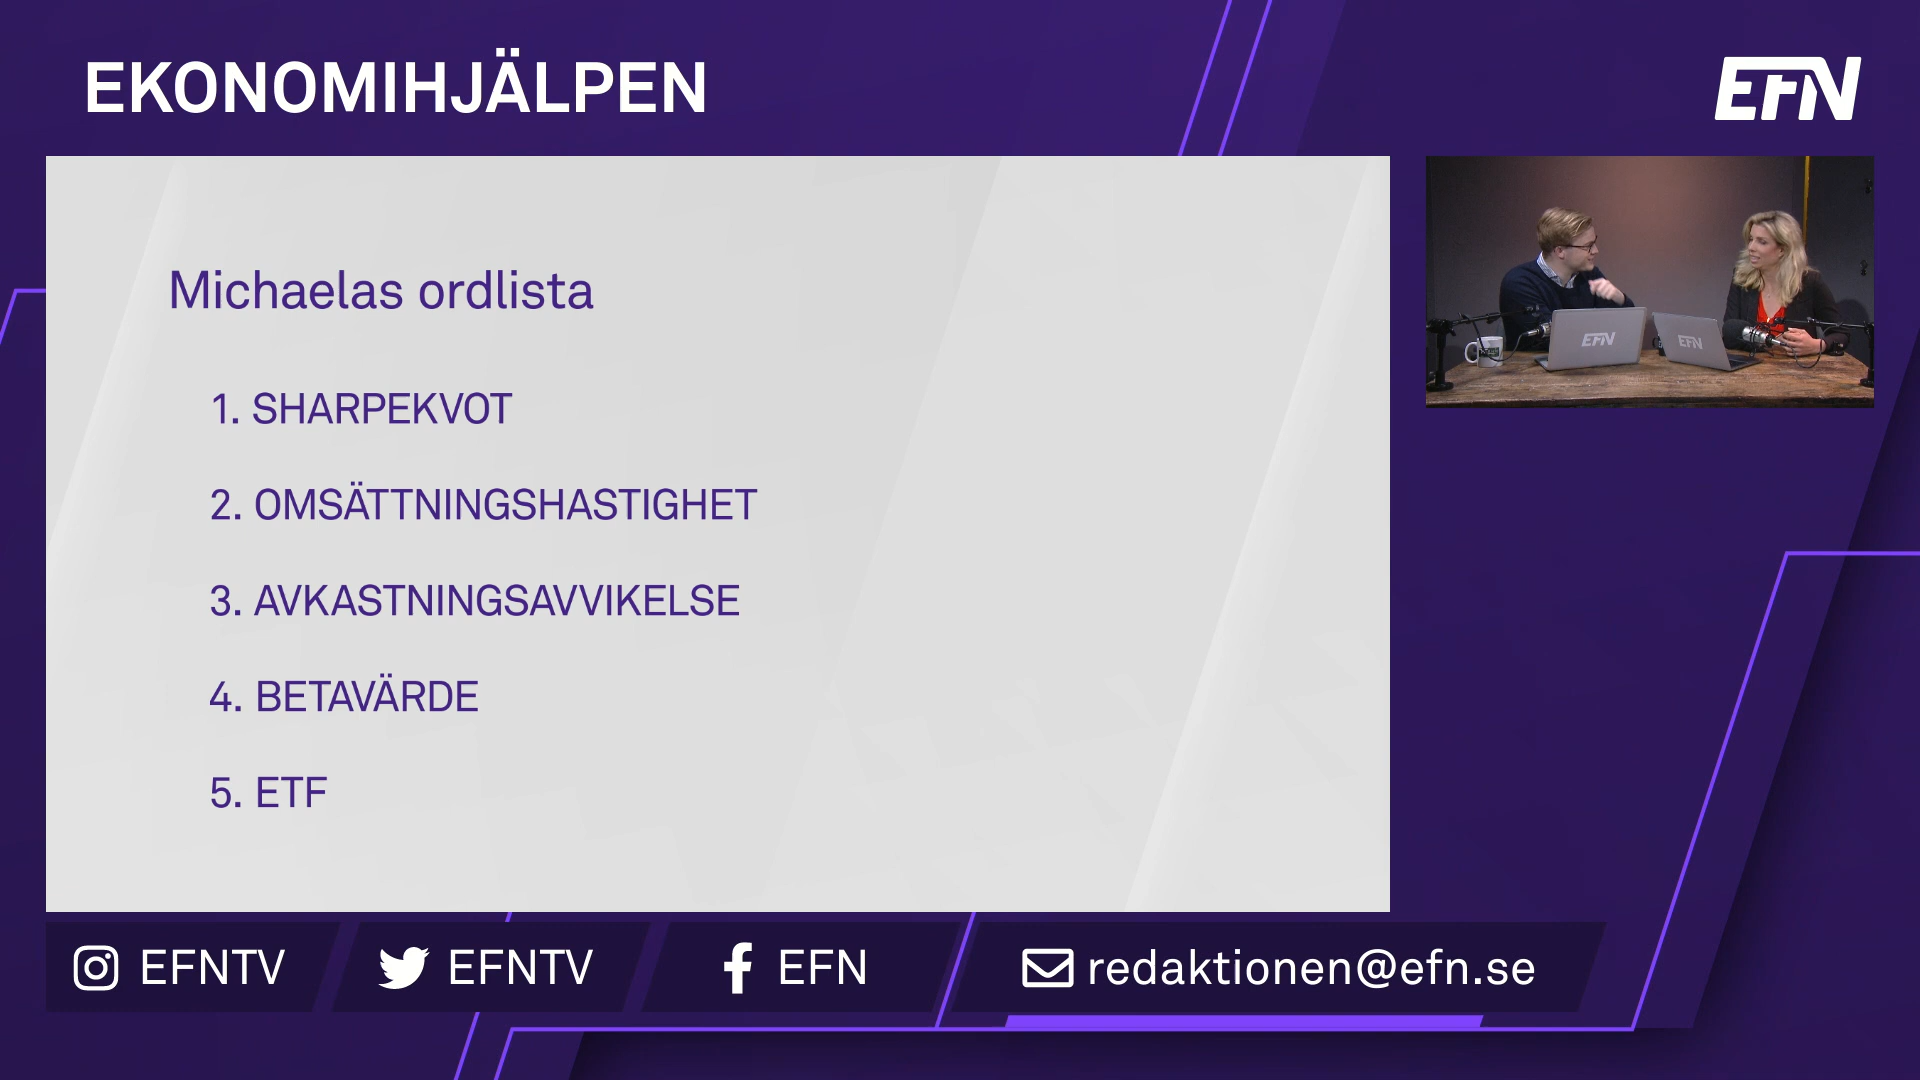 EKONOMIHJÄLPEN
EFN
Michaelas ordlista
1. SHARPEKVOT
2. OMSÄTTNINGSHASTIGHET
3. AVKASTNINGSAVVIKELSE
4. BETAVÄRDE
5. ETF
EFN
EFN
EFNTV
EFNTV
EFN
redaktionen@efn.se